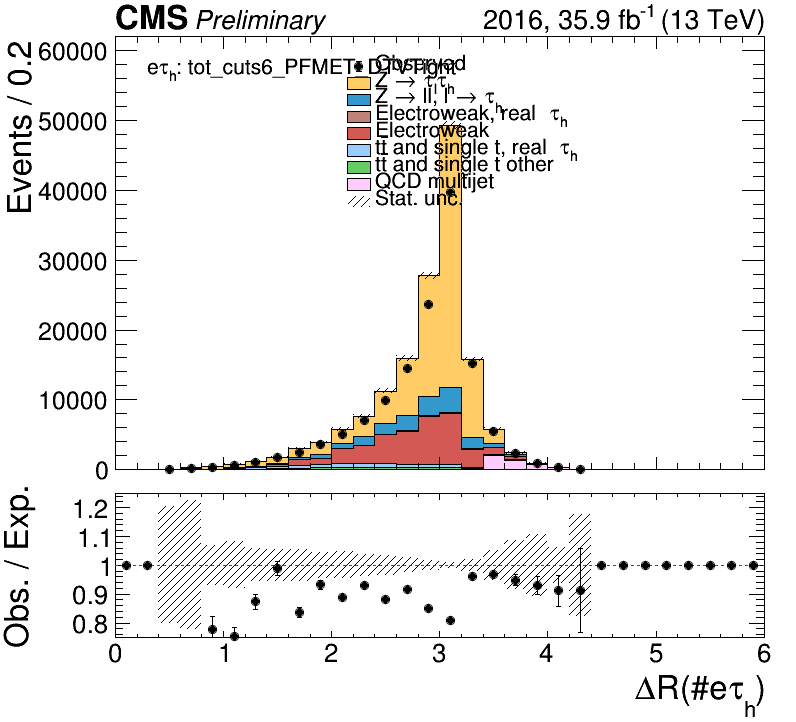 CMS Preliminary 2016, 35.9 fb⁻¹ (13 TeV)
Events / 0.2
60000
50000
40000
30000
20000
10000
0
eτh: tot_cuts6_PFMET
Observed
Z → ττh
Z → ll, l → τh
Electroweak, real τh
Electroweak
tt and single t, real τh
tt and single t other
QCD multijet
Stat. unc.
Obs. / Exp.
1.2
1.1
1
0.9
0.8
0 1 2 3 4 5 6
ΔR(#eτh)